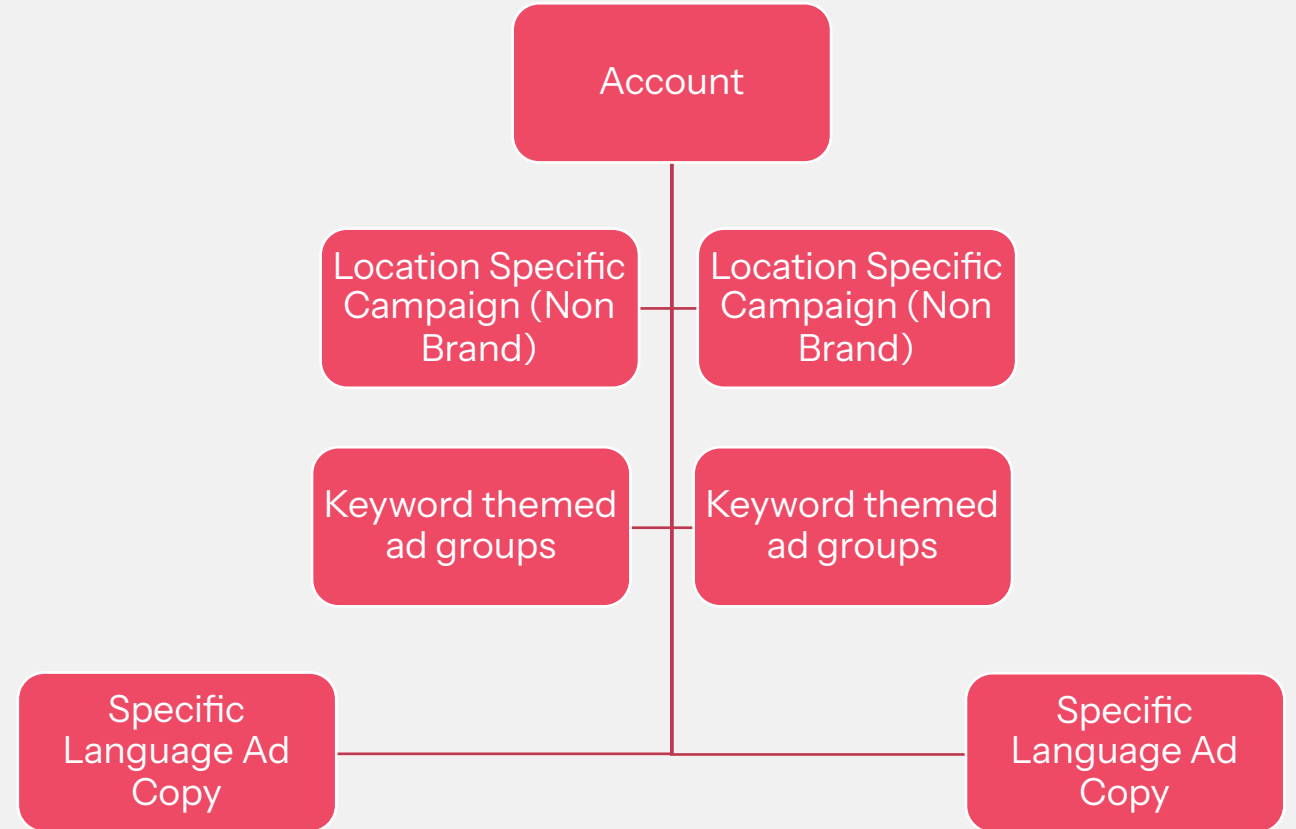 Account
Location Specific
Campaign (Non
Brand)
Location Specific
Campaign (Non
Brand)
Keyword themed
ad groups
Keyword themed
ad groups
Specific
Language Ad
Copy
Specific
Language Ad
Copy